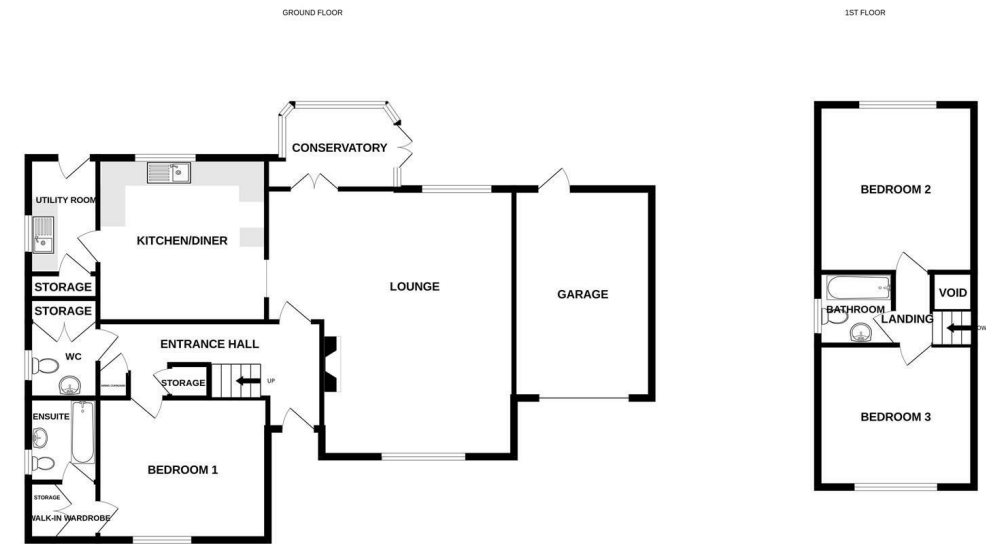 GROUND FLOOR
1ST FLOOR
CONSERVATORY
UTILITY ROOM
KITCHEN/DINER
STORAGE
STORAGE
WC
ENTRANCE HALL
STORAGE
UP
LOUNGE
GARAGE
ENSUITE
BEDROOM 1
STORAGE
WALK-IN WARDROBE
BEDROOM 2
BATHROOM
LANDING
VOID
BEDROOM 3